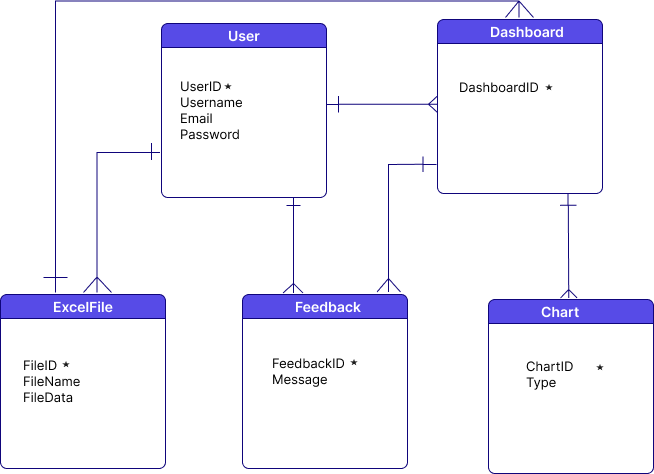 User
UserID ★
Username
Email
Password
Dashboard
DashboardID ★
ExcelFile
FileID ★
FileName
FileData
Feedback
FeedbackID ★
Message
Chart
ChartID ★
Type